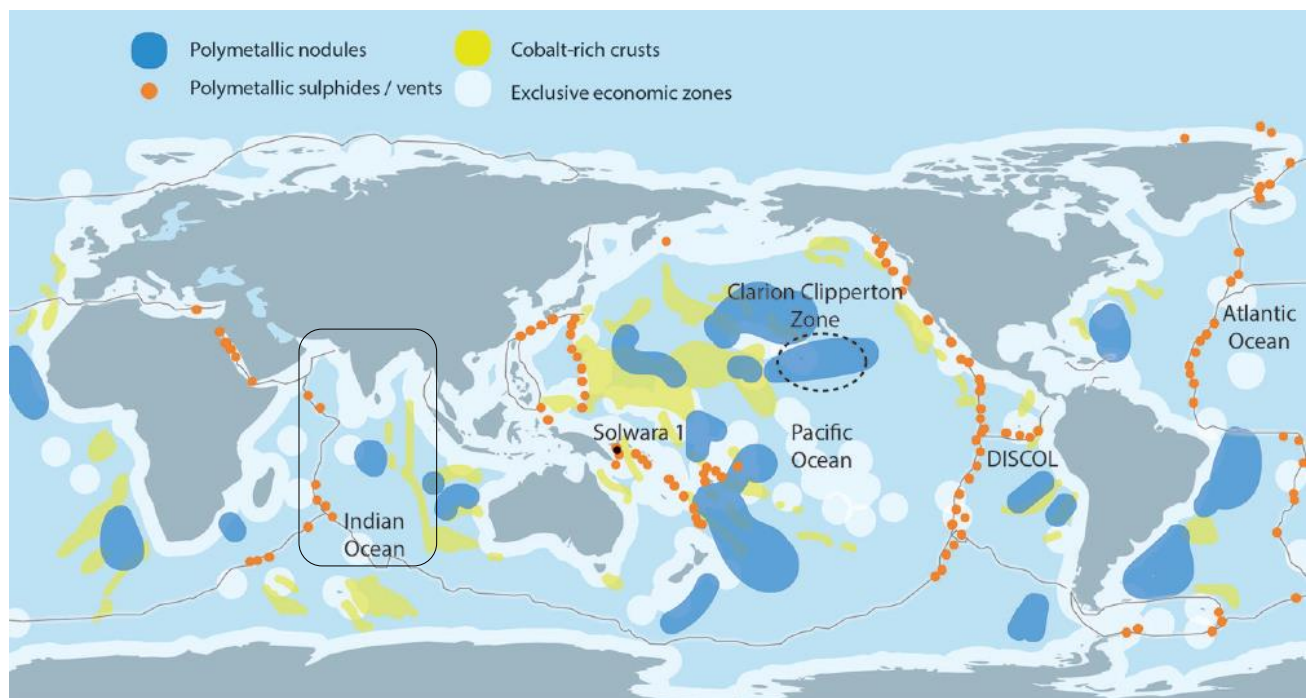 Polymetallic nodules
Cobalt-rich crusts
Polymetallic sulphides / vents
Exclusive economic zones
Clarion Clipperton
Zone
Atlantic
Ocean
Solwara 1
Pacific
Ocean
DISCOL
Indian
Ocean